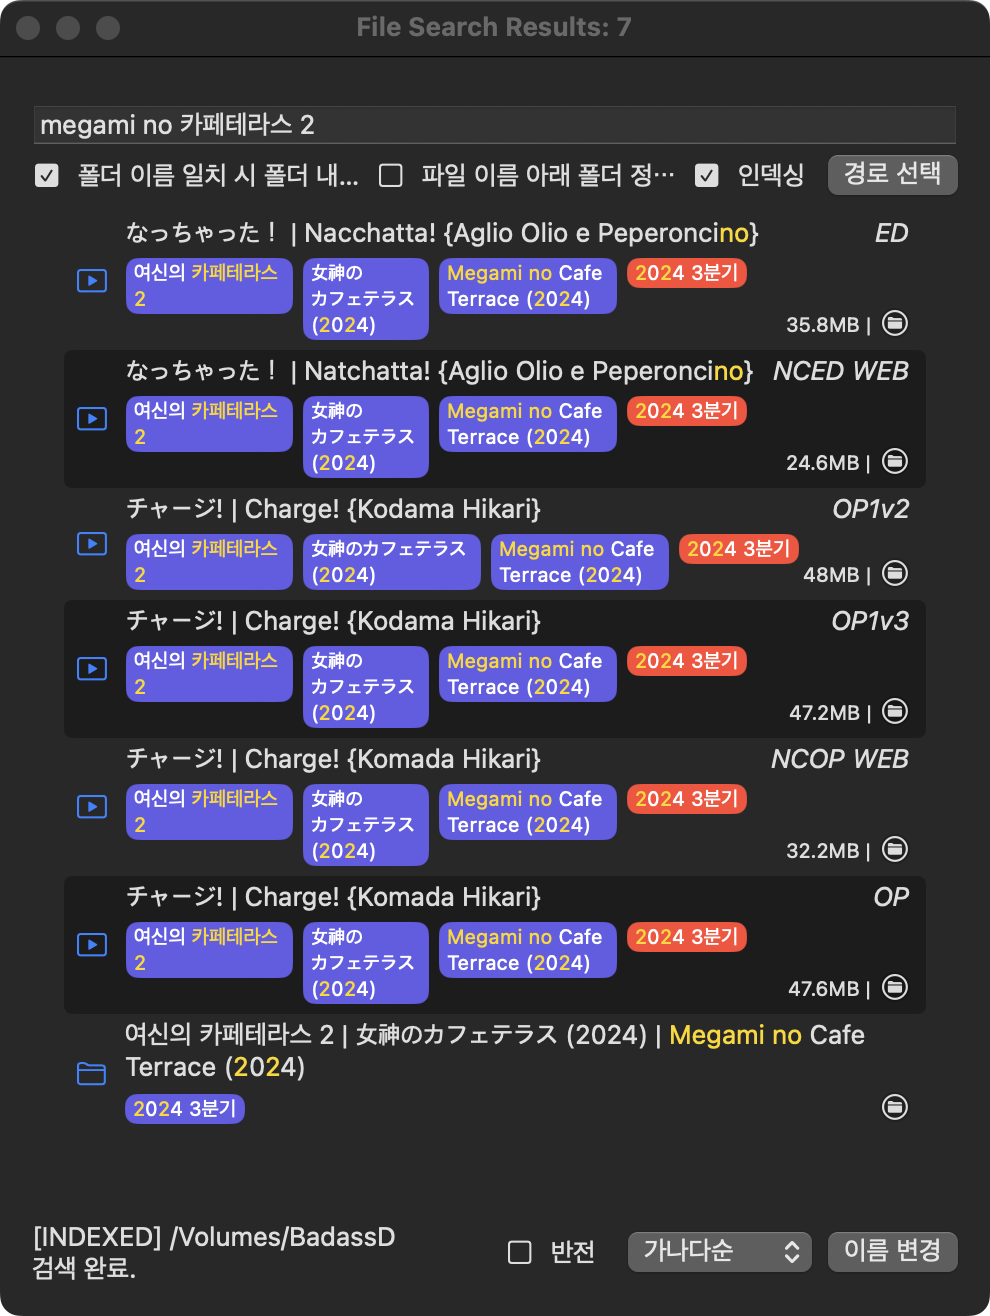 File Search Results: 7
megami no 카페테라스 2
폴더 이름 일치 시 폴더 내... 파일 이름 아래 폴더 정... 인덱싱 경로 선택
なっちゃった！ | Nacchatta! {Aglio Olio e Peperoncino} ED
여신의 카페테라스 女神の Megami no Cafe 2024 3분기
2 カフェテラス Terrace (2024)
(2024) 35.8MB |
なっちゃった！ | Natchatta! {Aglio Olio e Peperoncino} NCED WEB
여신의 카페테라스 女神の Megami no Cafe 2024 3분기
2 カフェテラス Terrace (2024)
(2024) 24.6MB |
チャージ! | Charge! {Kodama Hikari} OP1v2
여신의 카페테라스 女神のカフェテラス Megami no Cafe 2024 3분기
2 (2024) Terrace (2024) 48MB |
チャージ! | Charge! {Kodama Hikari} OP1v3
여신의 카페테라스 女神の Megami no Cafe 2024 3분기
2 カフェテラス Terrace (2024)
(2024) 47.2MB |
チャージ! | Charge! {Komada Hikari} NCOP WEB
여신의 카페테라스 女神の Megami no Cafe 2024 3분기
2 カフェテラス Terrace (2024)
(2024) 32.2MB |
チャージ! | Charge! {Komada Hikari} OP
여신의 카페테라스 女神の Megami no Cafe 2024 3분기
2 カフェテラス Terrace (2024)
(2024) 47.6MB |
여신의 카페테라스 2 | 女神のカフェテラス (2024) | Megami no Cafe
Terrace (2024)
2024 3분기
[INDEXED] /Volumes/BadassD
검색 완료.
반전 가나다순 이름 변경